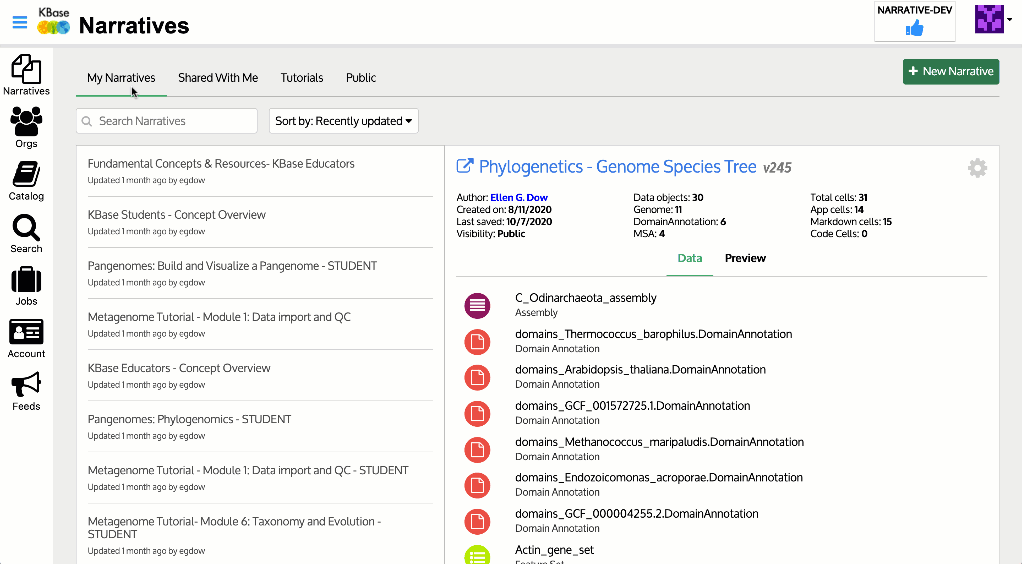 KBase
Narratives
NARRATIVE-DEV
Narratives
Orgs
Catalog
Search
Jobs
Account
Feeds
My Narratives
Shared With Me
Tutorials
Public
+ New Narrative
Search Narratives
Sort by: Recently updated
Fundamental Concepts & Resources- KBase Educators
Updated 1 month ago by egdow
KBase Students - Concept Overview
Updated 1 month ago by egdow
Pangenomes: Build and Visualize a Pangenome - STUDENT
Updated 1 month ago by egdow
Metagenome Tutorial - Module 1: Data import and QC
Updated 1 month ago by egdow
KBase Educators - Concept Overview
Updated 1 month ago by egdow
Pangenomes: Phylogenomics - STUDENT
Updated 1 month ago by egdow
Metagenome Tutorial - Module 1: Data import and QC - STUDENT
Updated 1 month ago by egdow
Metagenome Tutorial- Module 6: Taxonomy and Evolution -
STUDENT
Updated 1 month ago by egdow
Phylogenetics - Genome Species Tree v245
Author: Ellen G. Dow
Created on: 8/11/2020
Last saved: 10/7/2020
Visibility: Public
Data objects: 30
Genome: 11
DomainAnnotation: 6
MSA: 4
Total cells: 31
App cells: 14
Markdown cells: 15
Code Cells: 0
Data
Preview
C_Odinarchaeota_assembly
Assembly
domains_Thermococcus_barophilus.DomainAnnotation
Domain Annotation
domains_Arabidopsis_thaliana.DomainAnnotation
Domain Annotation
domains_GCF_001572725.1.DomainAnnotation
Domain Annotation
domains_Methanococcus_maripaludis.DomainAnnotation
Domain Annotation
domains_Endozoicomonas_acroporae.DomainAnnotation
Domain Annotation
domains_GCF_000004255.2.DomainAnnotation
Domain Annotation
Actin_gene_set
Feature Set